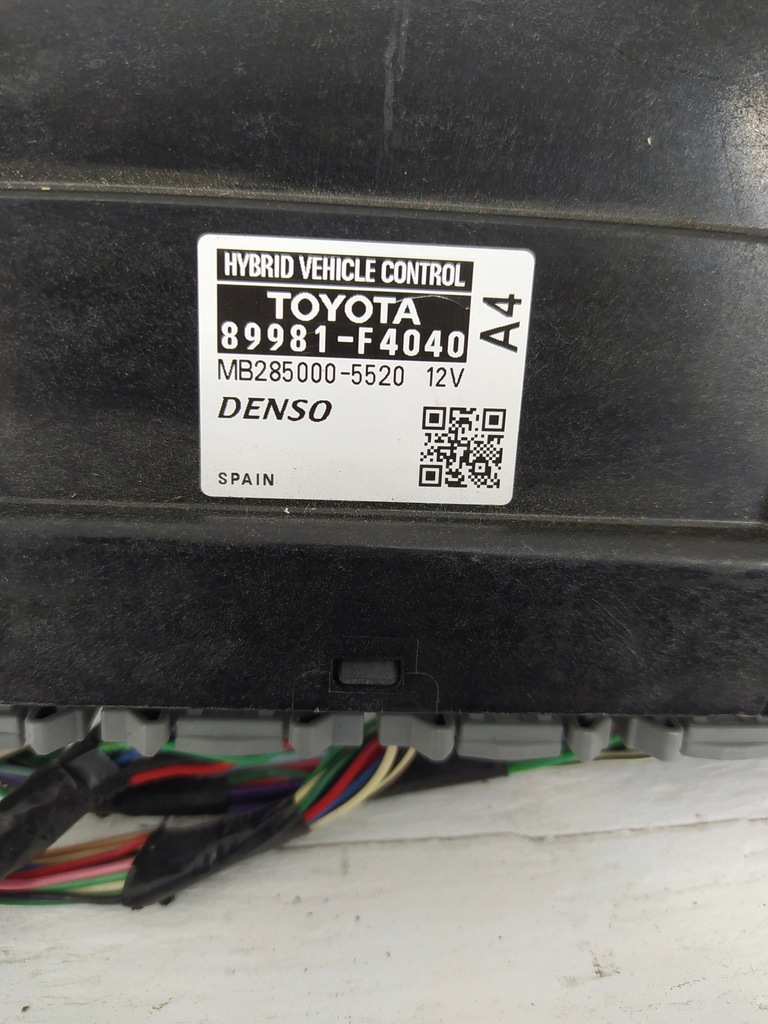 HYBRID VEHICLE CONTROL
TOYOTA
89981-F4040
A4
MB285000-5520 12V
DENSO
SPAIN